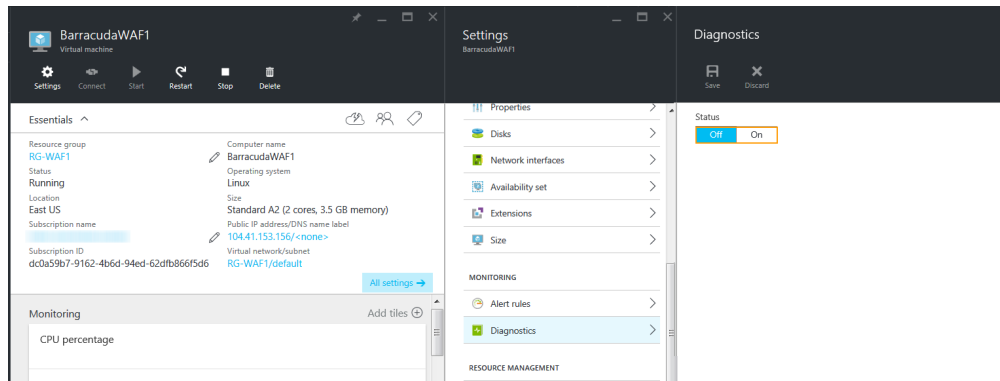 BarracudaWAF1
Virtual machine
Settings
Connect
Start
Restart
Stop
Delete
Essentials
Resource group
RG-WAF1
Status
Running
Location
East US
Subscription name
Subscription ID
dc0a59b7-9162-4b6d-94ed-62dfb866f5d6
Computer name
BarracudaWAF1
Operating system
Linux
Size
Standard A2 (2 cores, 3.5 GB memory)
Public IP address/DNS name label
104.41.153.156/<none>
Virtual network/subnet
RG-WAF1/default
All settings →
Monitoring
Add tiles
CPU percentage
Settings
BarracudaWAF1
Properties
Disks
Network interfaces
Availability set
Extensions
Size
MONITORING
Alert rules
Diagnostics
RESOURCE MANAGEMENT
Diagnostics
Save
Discard
Status
Off
On